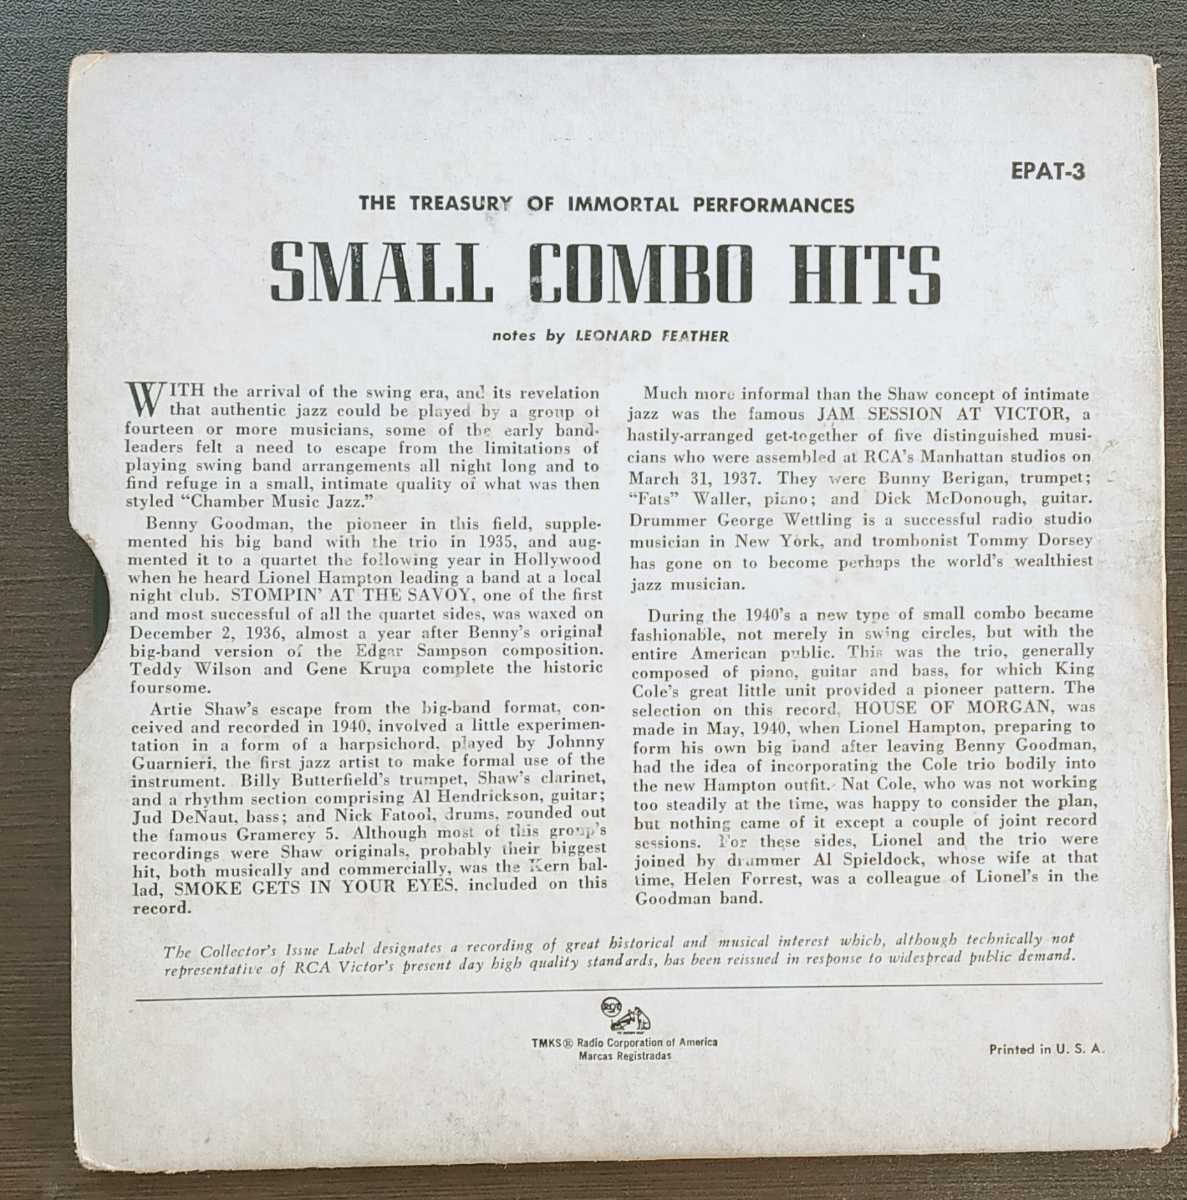 EPAT-3
THE TREASURY OF IMMORTAL PERFORMANCES
SMALL COMBO HITS
notes by LEONARD FEATHER
WITH the arrival of the swing era, and its revelation
that authentic jazz could be played by a group of
fourteen or more musicians, some of the early band-
leaders felt a need to escape from the limitations of
playing swing band arrangements all night long and to
find refuge in a small, intimate quality of what was then
styled “Chamber Music Jazz.”
Benny Goodman, the pioneer in this field, supple-
mented his big band with the trio in 1935, and aug-
mented it to a quartet the following year in Hollywood
when he heard Lionel Hampton leading a band at a local
night club. STOMPIN’ AT THE SAVOY, one of the first
and most successful of all the quartet sides, was waxed on
December 2, 1936, almost a year after Benny’s original
big-band version of the Edgar Sampson composition.
Teddy Wilson and Gene Krupa complete the historic
foursome.
Artie Shaw’s escape from the big-band format, con-
ceived and recorded in 1940, involved a little experimen-
tation in a form of a harpsichord, played by Johnny
Guarnieri, the first jazz artist to make formal use of the
instrument. Billy Butterfield’s trumpet, Shaw’s clarinet,
and a rhythm section comprising Al Hendrickson, guitar;
Jud DeNaut, bass; and Nick Fatool, drums, rounded out
the famous Gramercy 5. Although most of this group’s
recordings were Shaw originals, probably their biggest
hit, both musically and commercially, was the Kern bal-
lad, SMOKE GETS IN YOUR EYES, included on this
record.
Much more informal than the Shaw concept of intimate
jazz was the famous JAM SESSION AT VICTOR, a
hastily-arranged get-together of five distinguished musi-
cians who were assembled at RCA’s Manhattan studios on
March 31, 1937. They were Bunny Berigan, trumpet;
“Fats” Waller, piano; and Dick McDonough, guitar.
Drummer George Wettling is a successful radio studio
musician in New York, and trombonist Tommy Dorsey
has gone on to become perhaps the world’s wealthiest
jazz musician.
During the 1940’s a new type of small combo became
fashionable, not merely in swing circles, but with the
entire American public. This was the trio, generally
composed of piano, guitar and bass, for which King
Cole’s great little unit provided a pioneer pattern. The
selection on this record, HOUSE OF MORGAN, was
made in May, 1940, when Lionel Hampton, preparing to
form his own big band after leaving Benny Goodman,
had the idea of incorporating the Cole trio bodily into
the new Hampton outfit. Nat Cole, who was not working
too steadily at the time, was happy to consider the plan,
but nothing came of it except a couple of joint record
sessions. For these sides, Lionel and the trio were
joined by drummer Al Spieldock, whose wife at that
time, Helen Forrest, was a colleague of Lionel’s in the
Goodman band.
The Collector’s Issue Label designates a recording of great historical and musical interest which, although technically not
representative of RCA Victor’s present day high quality standards, has been reissued in response to widespread public demand.
RCA
TMKS® Radio Corporation of America
Marcas Registradas
Printed in U. S. A.